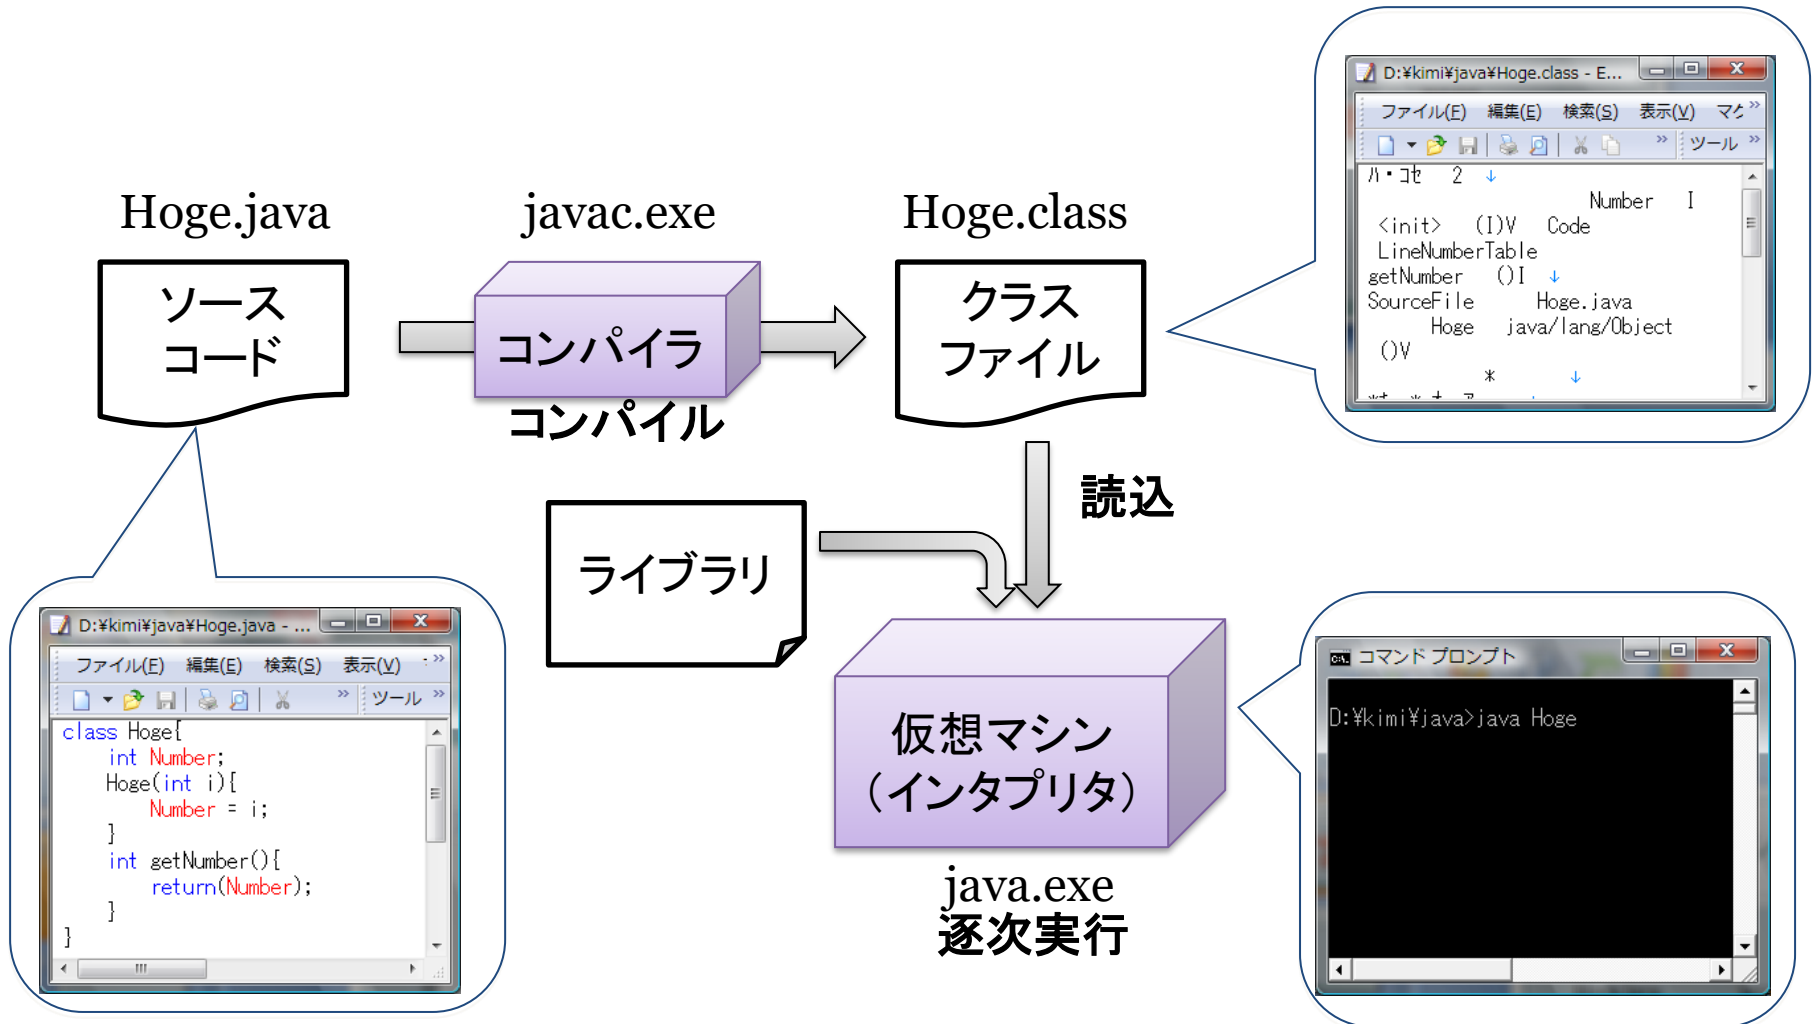 Hoge.java
javac.exe
Hoge.class
ソース
コード
コンパイラ
コンパイル
クラス
ファイル
読込
ライブラリ
仮想マシン
（インタプリタ）
java.exe
逐次実行
D:¥kimi¥java¥Hoge.class - E...
ファイル(F) 編集(E) 検索(S) 表示(V) マク »
» ツール »
ハ・コセ 2 ↓
Number I
<init> (I)V Code
LineNumberTable
getNumber ()I ↓
SourceFile Hoge.java
Hoge java/lang/Object
()V
* ↓
D:¥kimi¥java¥Hoge.java - ...
ファイル(F) 編集(E) 検索(S) 表示(V) »
» ツール »
class Hoge{
int Number;
Hoge(int i){
Number = i;
}
int getNumber(){
return(Number);
}
}
コマンド プロンプト
D:¥kimi¥java>java Hoge